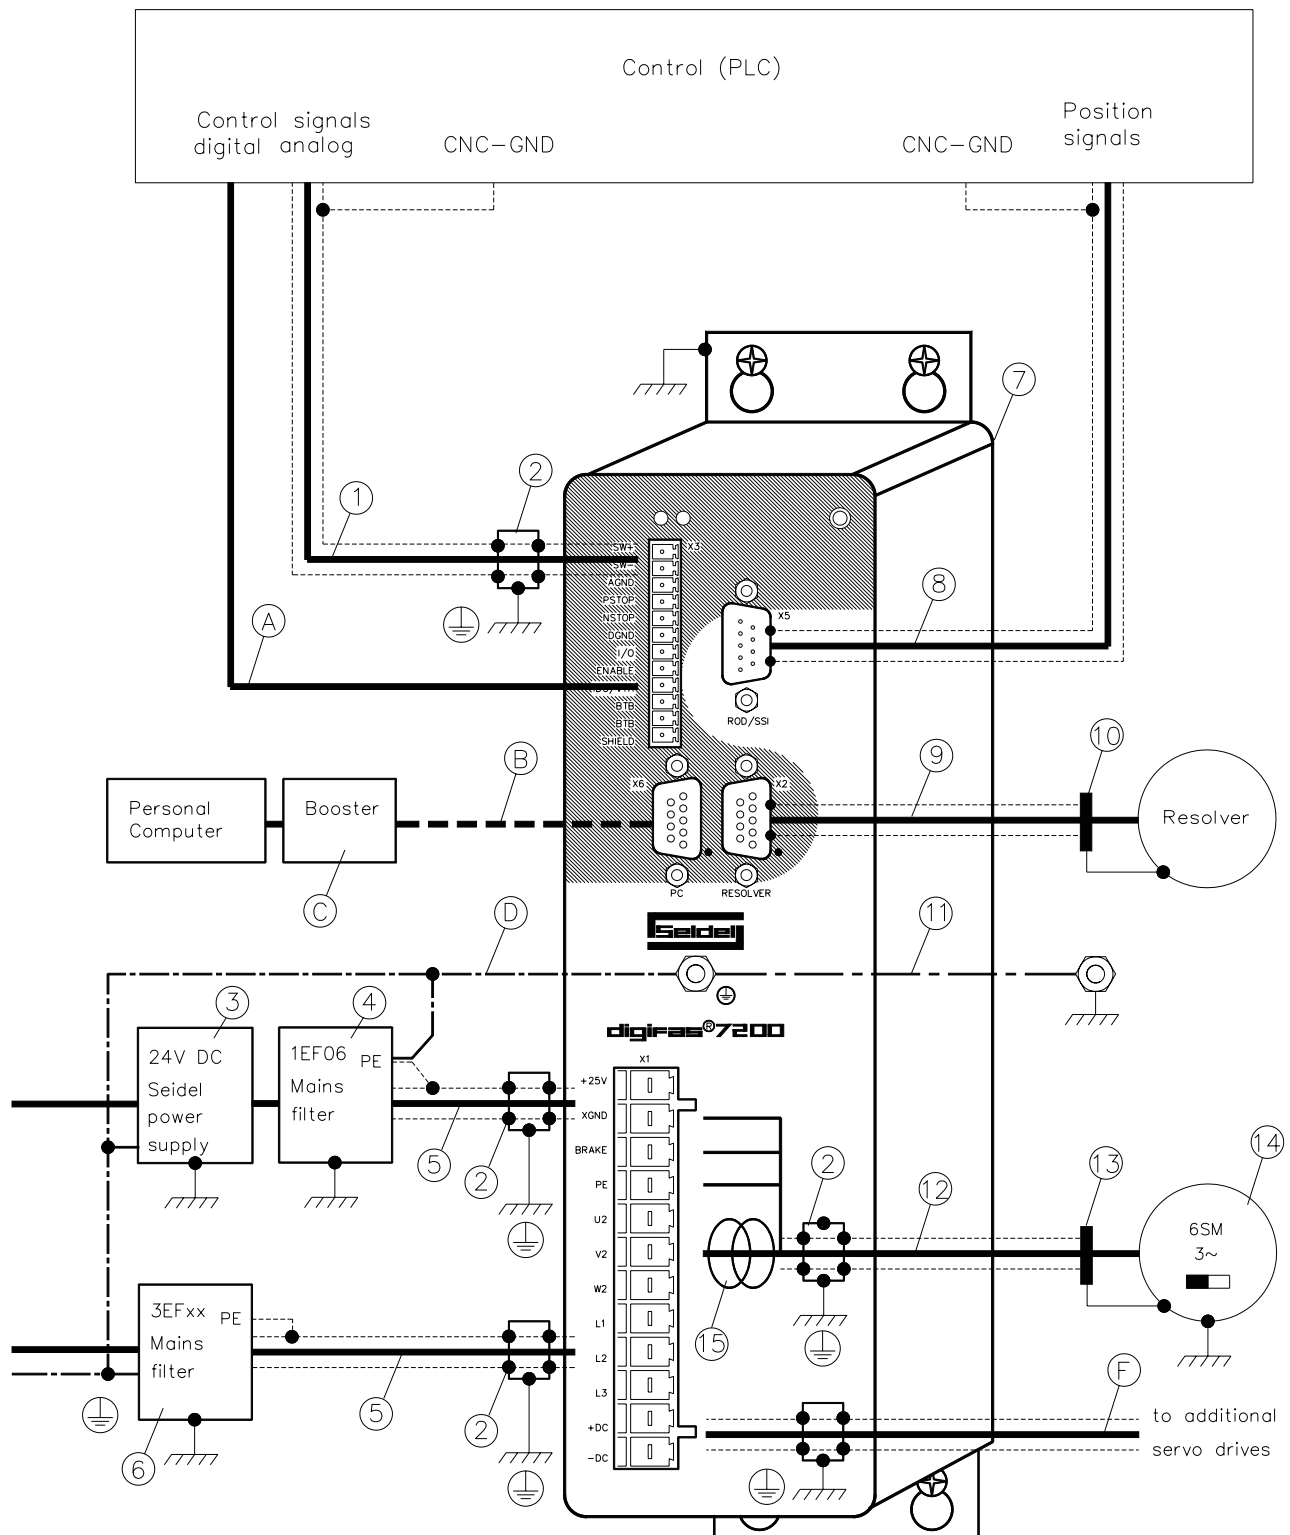 Control (PLC)
Control signals
digital analog
CNC-GND
CNC-GND
Position
signals
7
2
1
SW+
X3
SW-
AGND
PSTOP
NSTOP
DGND
I/O
ENABLE
BTB
BTB
SHIELD
8
X5
A
ROD/SSI
10
9
B
X6
X2
Personal
Computer
Booster
Resolver
C
PC
RESOLVER
D
Seidel
11
3
4
digifas®7200
24V DC
Seidel
power
supply
1EF06
PE
Mains
filter
X1
+25V
XGND
BRAKE
PE
U2
V2
W2
L1
L2
L3
+DC
-DC
5
2
2
12
13
14
6SM
3~
15
3EFxx
PE
Mains
filter
5
2
6
F
to additional
servo drives